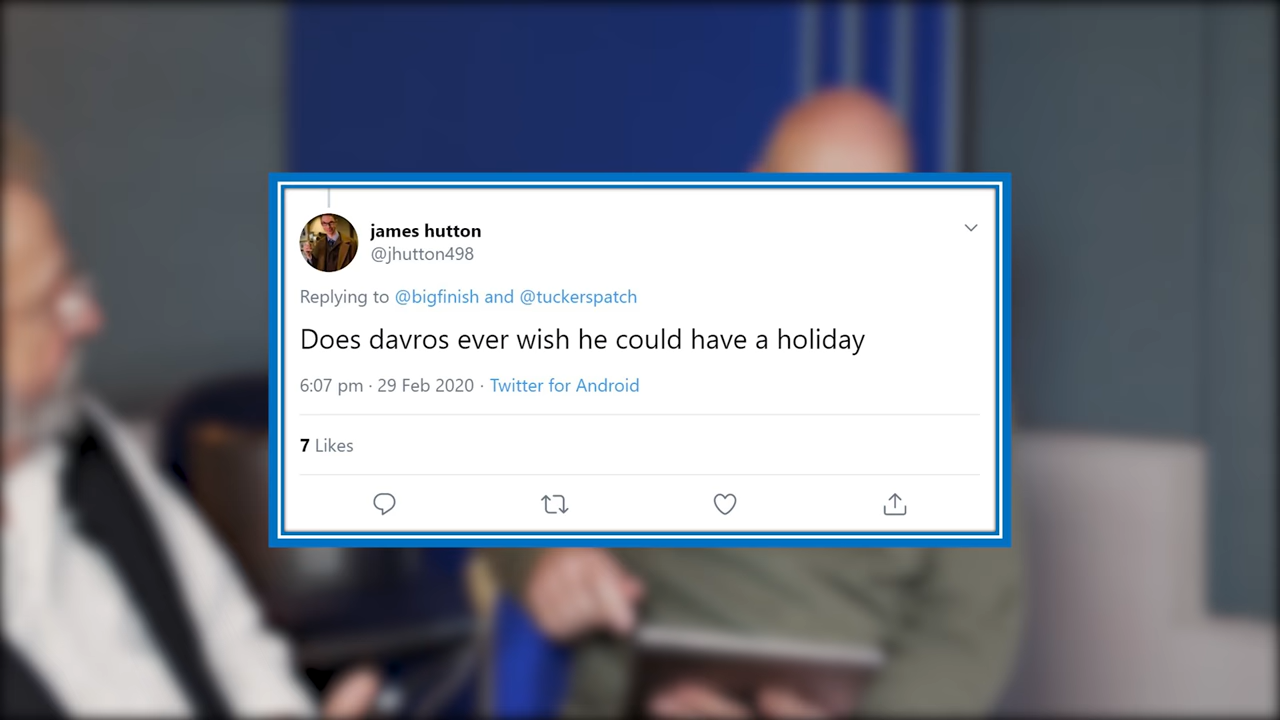 james hutton
@jhutton498
Replying to @bigfinish and @tuckerspatch
Does davros ever wish he could have a holiday
6:07 pm · 29 Feb 2020 · Twitter for Android
7 Likes